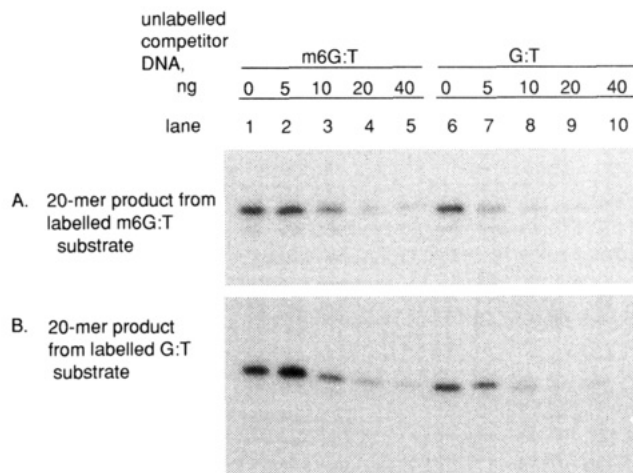 unlabelled
competitor
DNA,
m6G:T G:T
ng 0 5 10 20 40 0 5 10 20 40
lane 1 2 3 4 5 6 7 8 9 10
A. 20-mer product from
labelled m6G:T
substrate
B. 20-mer product
from labelled G:T
substrate